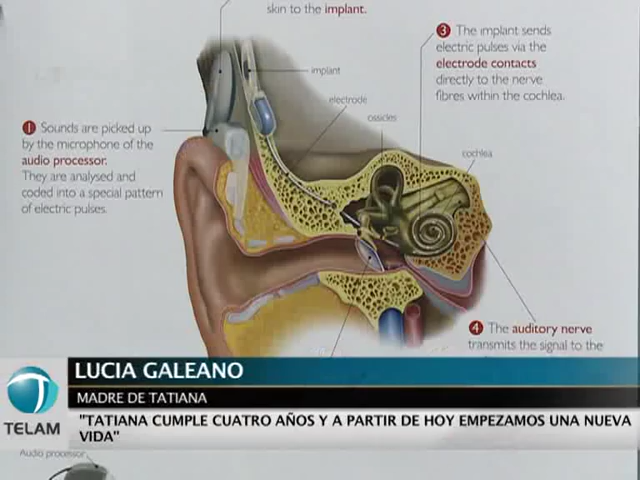 skin to the implant.
3 The implant sends
electric pulses via the
electrode contacts
directly to the nerve
fibres within the cochlea.
implant
electrode
ossicles
cochlea
1 Sounds are picked up
by the microphone of the
audio processor.
They are analysed and
coded into a special pattern
of electric pulses.
4 The auditory nerve
transmits the signal to the
LUCIA GALEANO
MADRE DE TATIANA
"TATIANA CUMPLE CUATRO AÑOS Y A PARTIR DE HOY EMPEZAMOS UNA NUEVA
VIDA"
TELAM
Audio processor